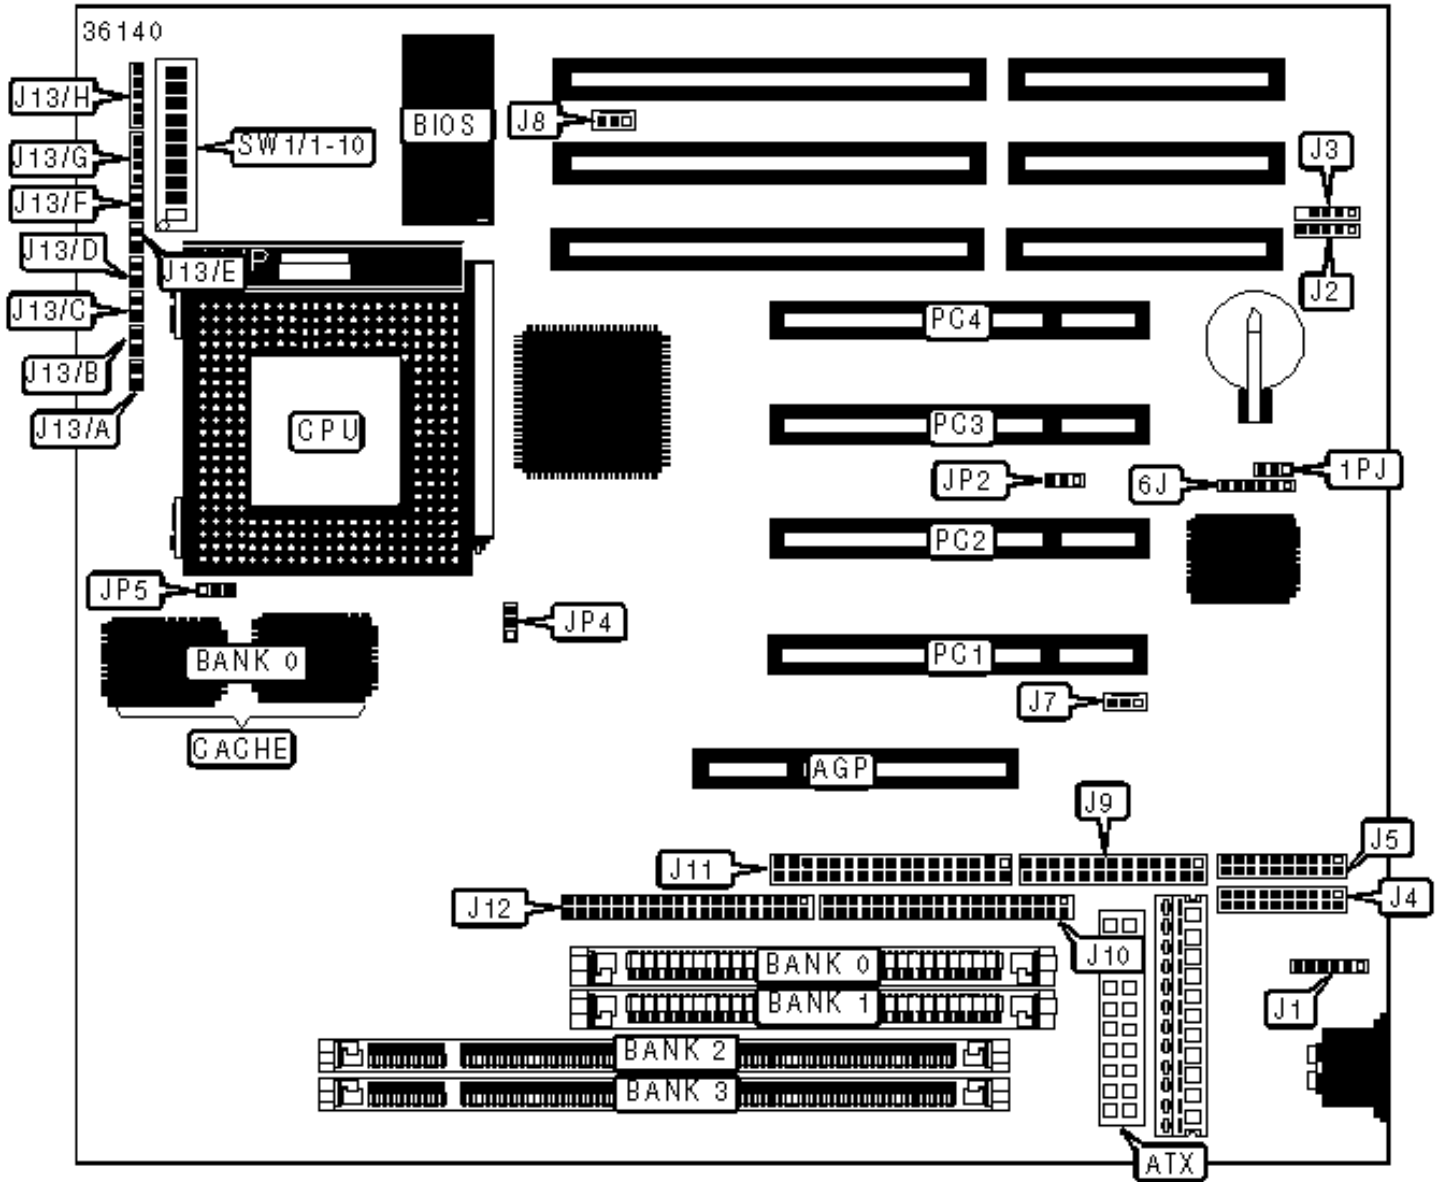 36140
J13/H
BIOS
J8
SW1/1-10
J13/G
J3
J13/F
J13/D
J13/E
P
J2
J13/C
PC4
J13/B
J13/A
CPU
PC3
1PJ
JP2
6J
PC2
JP5
JP4
BANK 0
PC1
J7
CACHE
AGP
J9
J5
J11
J12
J4
J10
BANK 0
BANK 1
J1
BANK 2
BANK 3
ATX